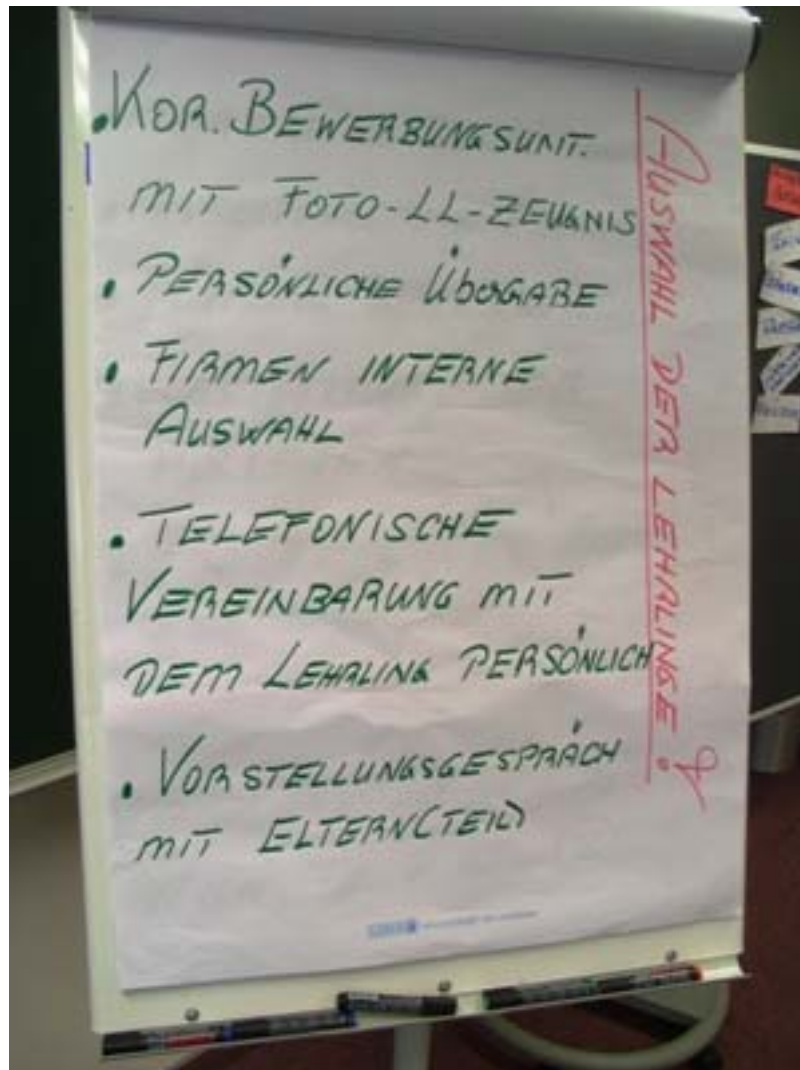 AUSWAHL DER LEHRLINGE !
• KOR. BEWERBUNGSUNT.
MIT FOTO-LL-ZEUGNIS
• PERSÖNLICHE ÜBERGABE
• FIRMEN INTERNE
AUSWAHL
• TELEFONISCHE
VEREINBARUNG MIT
DEM LEHRLING PERSÖNLICH
• VORSTELLUNGSGESPRÄCH
MIT ELTERN(TEIL)